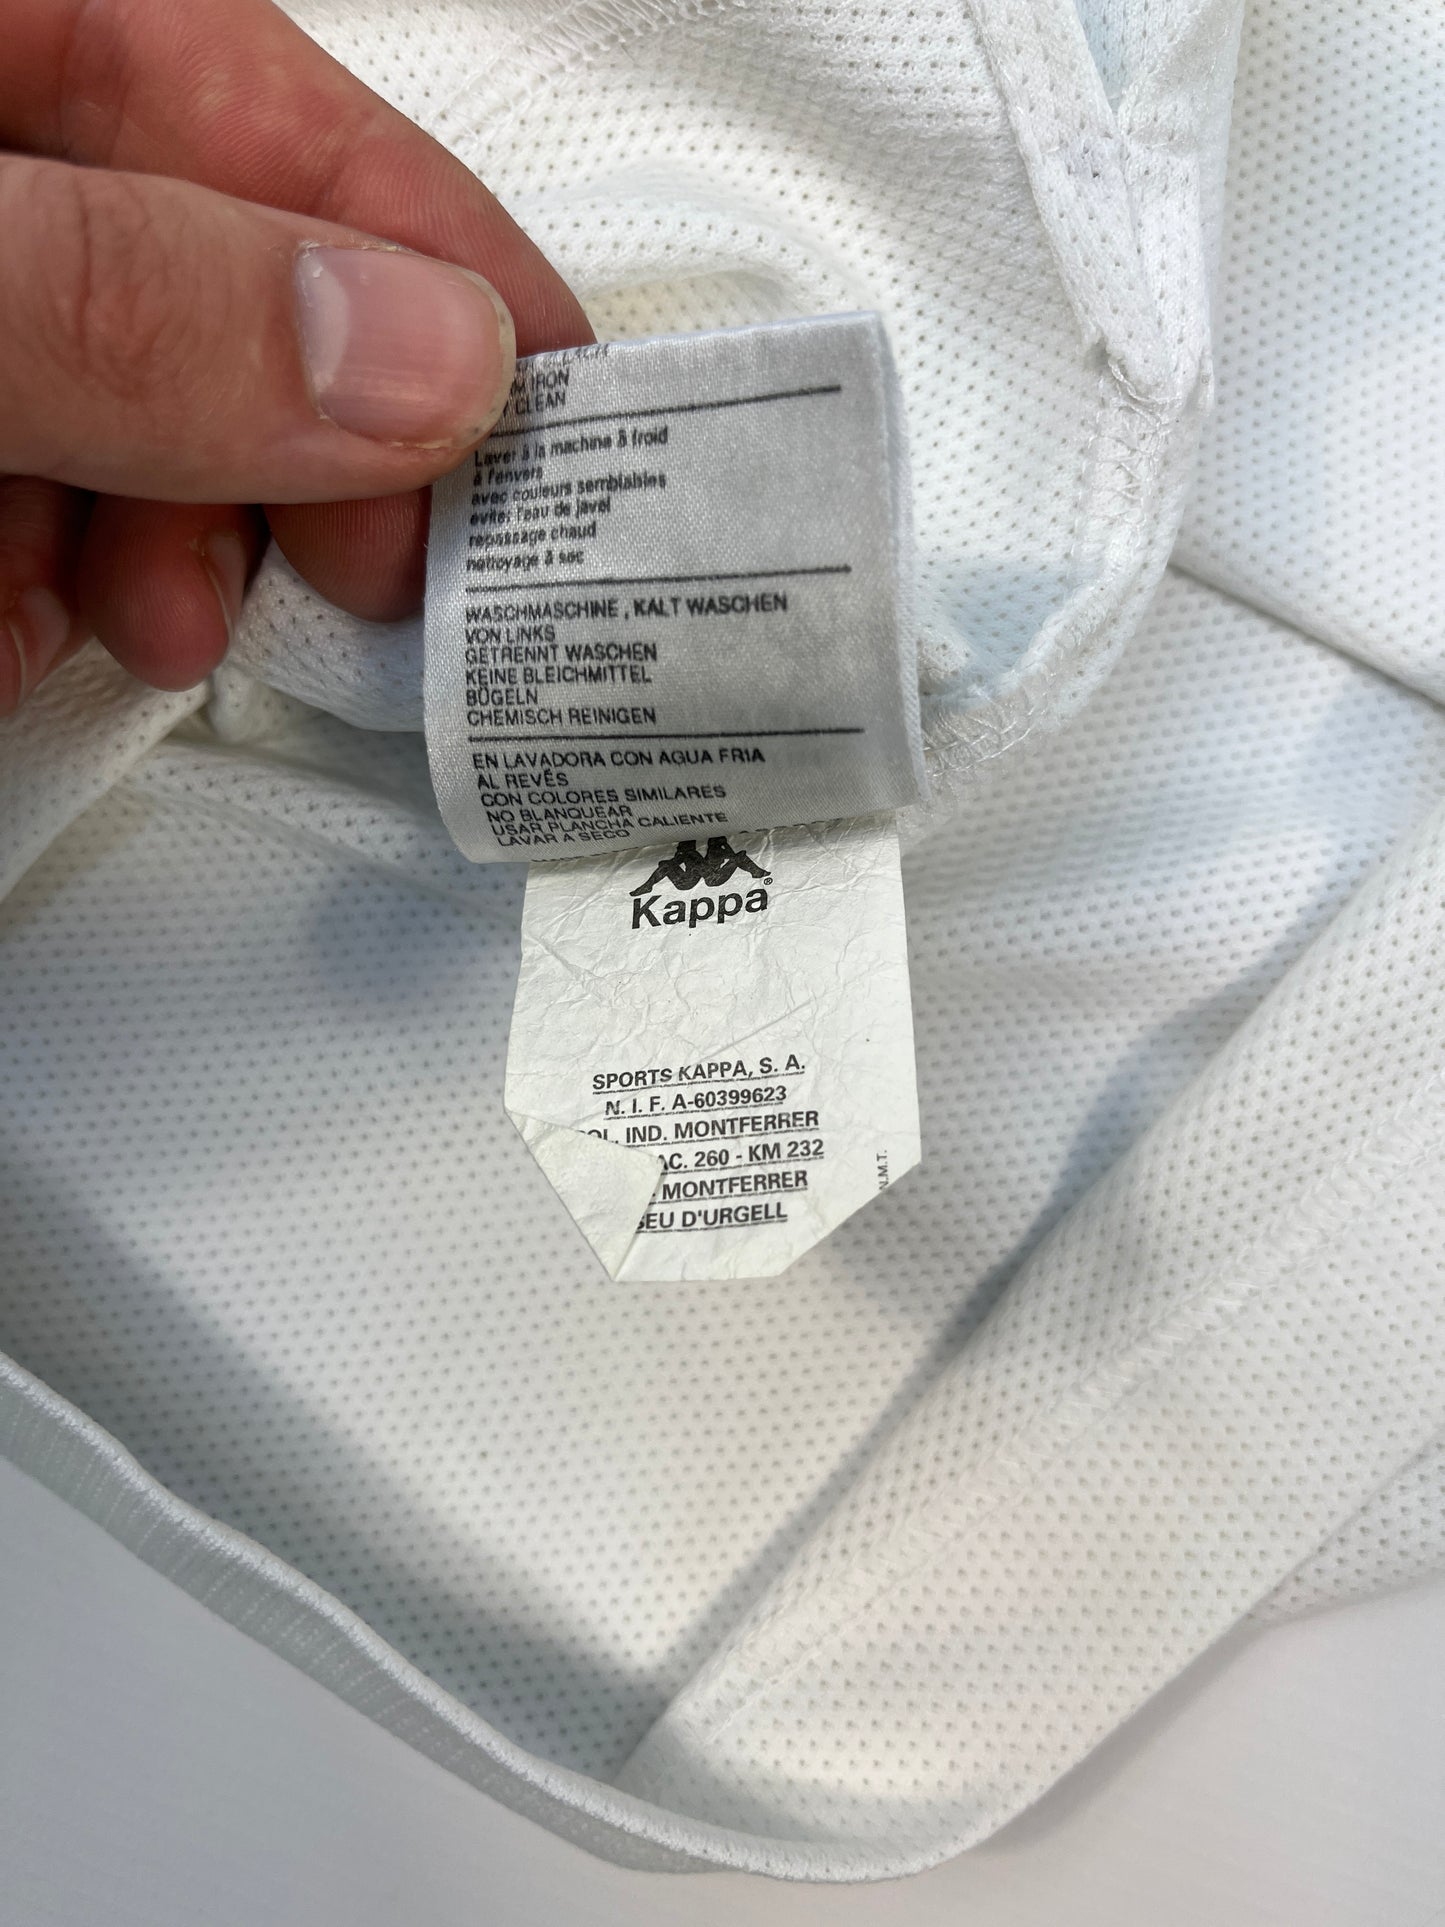 IRON
CLEAN
Laver à la machine à froid
à l'envers
avec couleurs semblables
evitez l'eau de javel
repassage chaud
nettoyage à sec
WASCHMASCHINE , KALT WASCHEN
VON LINKS
GETRENNT WASCHEN
KEINE BLEICHMITTEL
BÜGELN
CHEMISCH REINIGEN
EN LAVADORA CON AGUA FRIA
AL REVÉS
CON COLORES SIMILARES
NO BLANQUEAR
USAR PLANCHA CALIENTE
LAVAR A SECO
Kappa®
SPORTS KAPPA, S. A.
N. I. F. A-60399623
OL. IND. MONTFERRER
AC. 260 - KM 232
MONTFERRER
SEU D'URGELL
N.M.T.